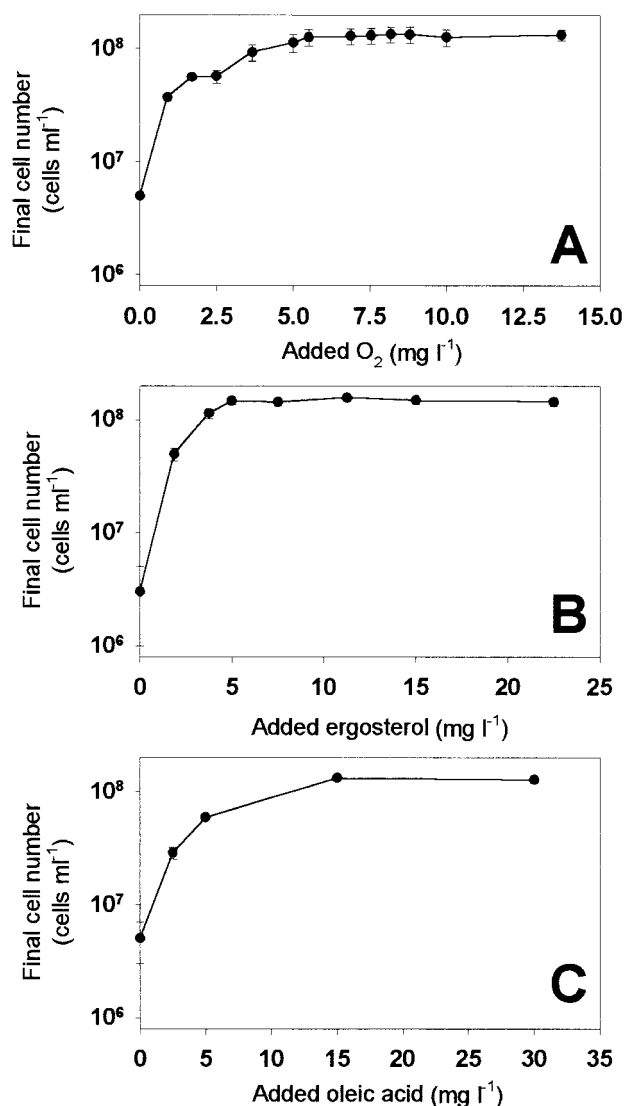 Final cell number
(cells ml⁻¹)
10⁸
10⁷
10⁶
A
0.0 2.5 5.0 7.5 10.0 12.5 15.0
Added O₂ (mg l⁻¹)
Final cell number
(cells ml⁻¹)
10⁸
10⁷
10⁶
B
0 5 10 15 20 25
Added ergosterol (mg l⁻¹)
Final cell number
(cells ml⁻¹)
10⁸
10⁷
10⁶
C
0 5 10 15 20 25 30 35
Added oleic acid (mg l⁻¹)